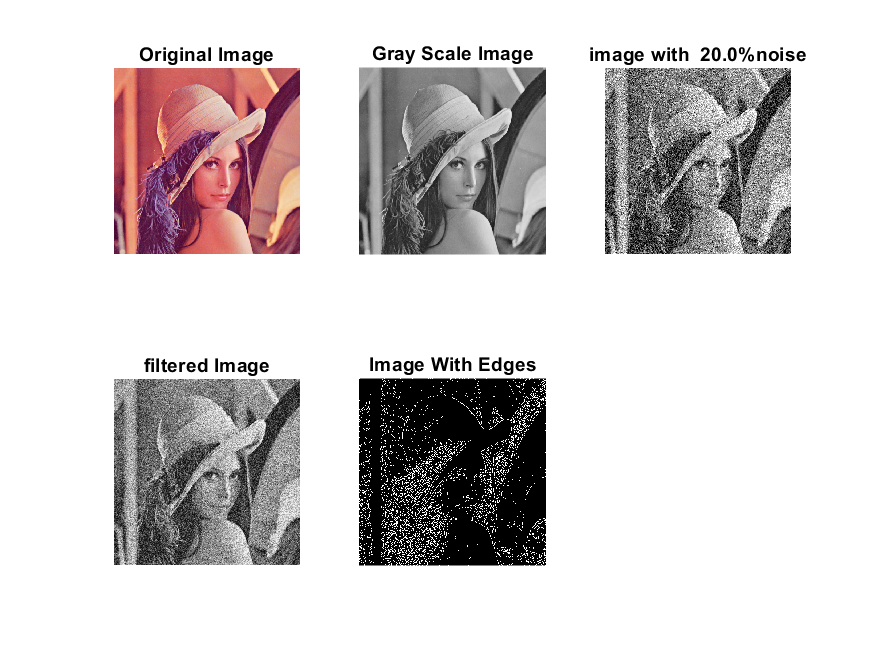 Original Image
Gray Scale Image
image with  20.0%noise
filtered Image
Image With Edges